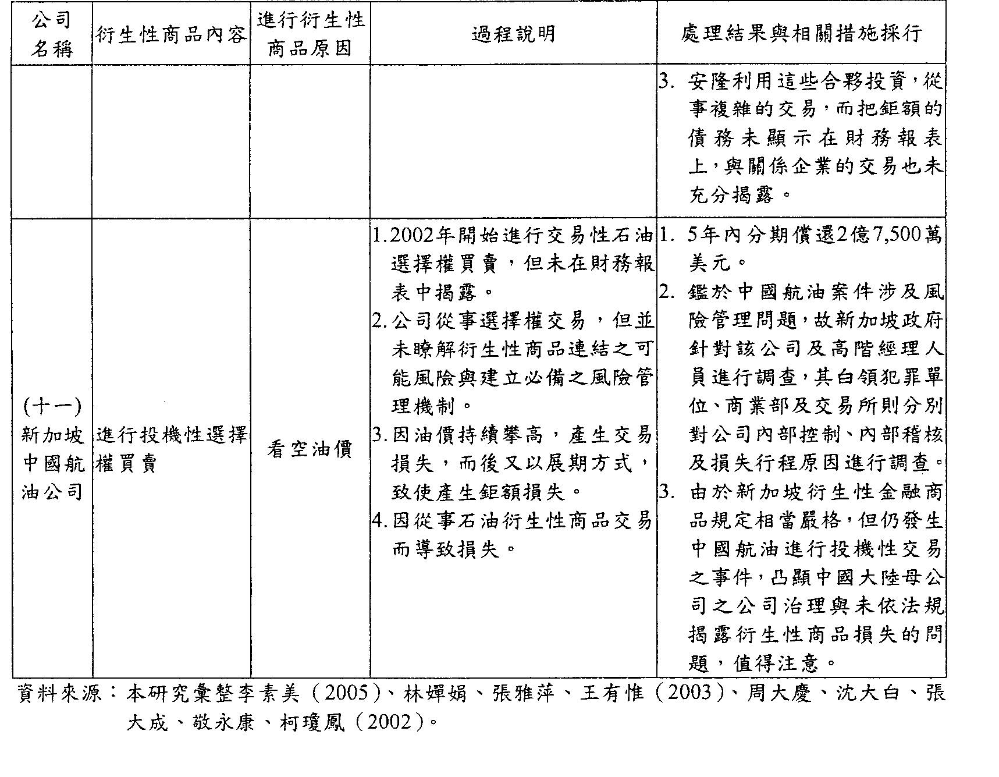 公司
名稱
衍生性商品內容
進行衍生性
商品原因
過程說明
處理結果與相關措施採行
3. 安隆利用這些合夥投資，從
事複雜的交易，而把鉅額的
債務未顯示在財務報表
上，與關係企業的交易也未
充分揭露。
(十一)
新加坡
中國航
油公司
進行投機性選擇
權買賣
看空油價
1.2002年開始進行交易性石油
選擇權買賣，但未在財務報
表中揭露。
2.公司從事選擇權交易，但並
未瞭解衍生性商品連結之可
能風險與建立必備之風險管
理機制。
3.因油價持續攀高，產生交易
損失，而後又以展期方式，
致使產生鉅額損失。
4.因從事石油衍生性商品交易
而導致損失。
1. 5年內分期償還2億7,500萬
美元。
2. 鑑於中國航油案件涉及風
險管理問題，故新加坡政府
針對該公司及高階經理人
員進行調查，其白領犯罪單
位、商業部及交易所則分別
對公司內部控制、內部稽核
及損失行程原因進行調查。
3. 由於新加坡衍生性金融商
品規定相當嚴格，但仍發生
中國航油進行投機性交易
之事件，凸顯中國大陸母公
司之公司治理與未依法規
揭露衍生性商品損失的問
題，值得注意。
資料來源：本研究彙整李素美（2005）、林嬋娟、張雅萍、王有惟（2003）、周大慶、沈大白、張
大成、敬永康、柯瓊鳳（2002）。